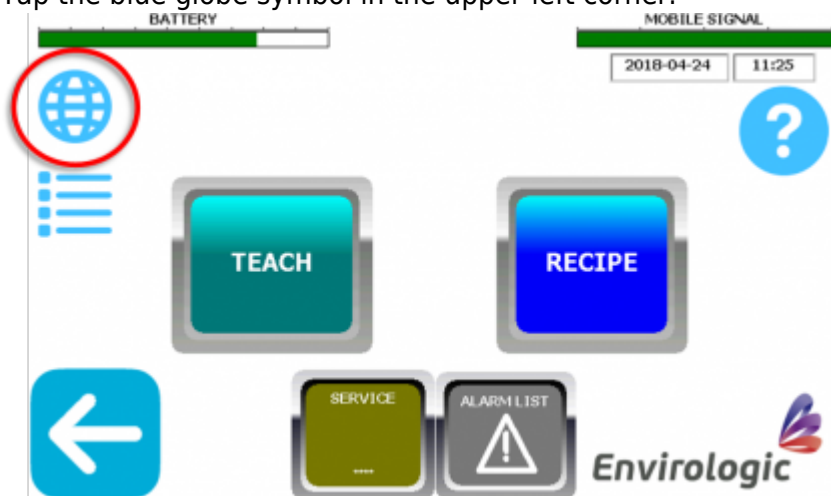 Tap the blue globe symbol in the upper left corner.
BATTERY
MOBILE SIGNAL
2018-04-24 11:25
?
TEACH
RECIPE
SERVICE
ALARM LIST
----
!
Envirologic